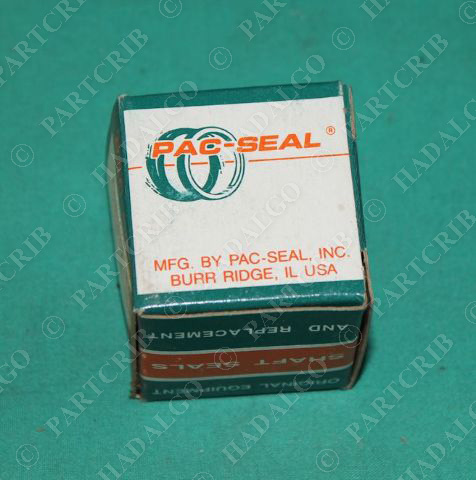 PAC-SEAL®
MFG. BY PAC-SEAL, INC.
BURR RIDGE, IL USA
AND REPLACEMENT
SHAFT SEALS
ORIGINAL EQUIPMENT
© PARTCRIB
© HADALGO